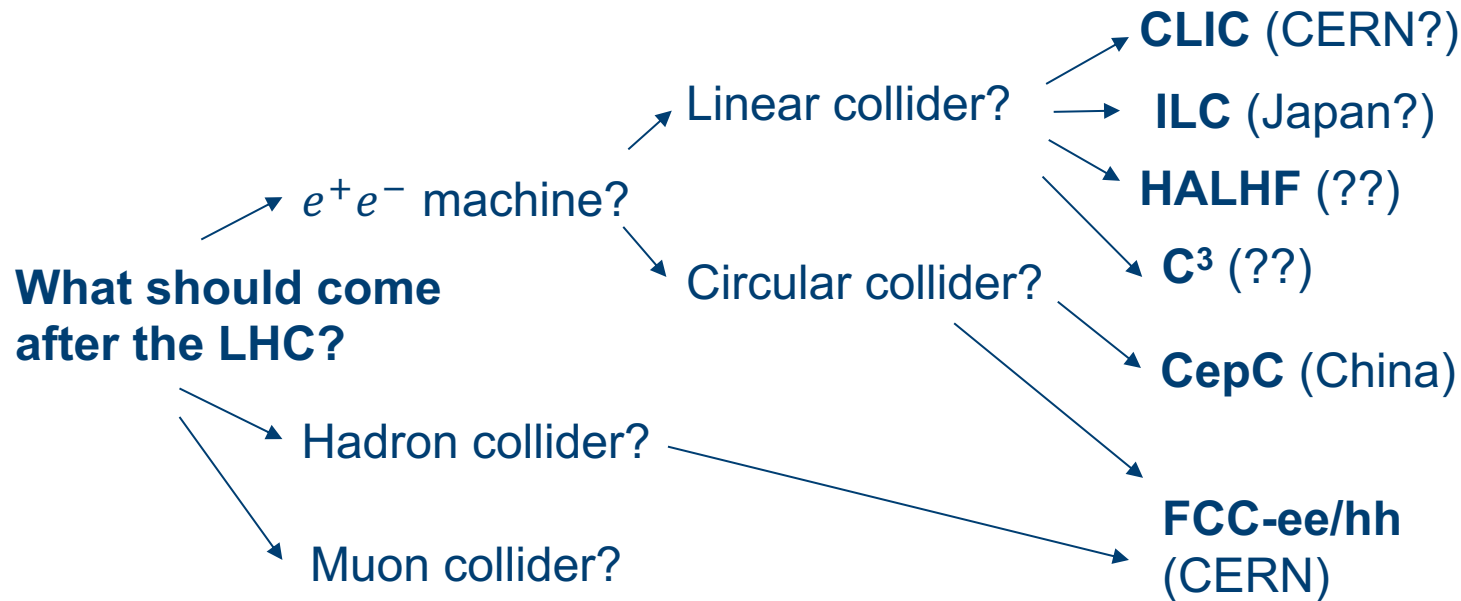 What should come
after the LHC?
e⁺e⁻ machine?
Hadron collider?
Muon collider?
Linear collider?
Circular collider?
CLIC (CERN?)
ILC (Japan?)
HALHF (??)
C³ (??)
CepC (China)
FCC-ee/hh
(CERN)